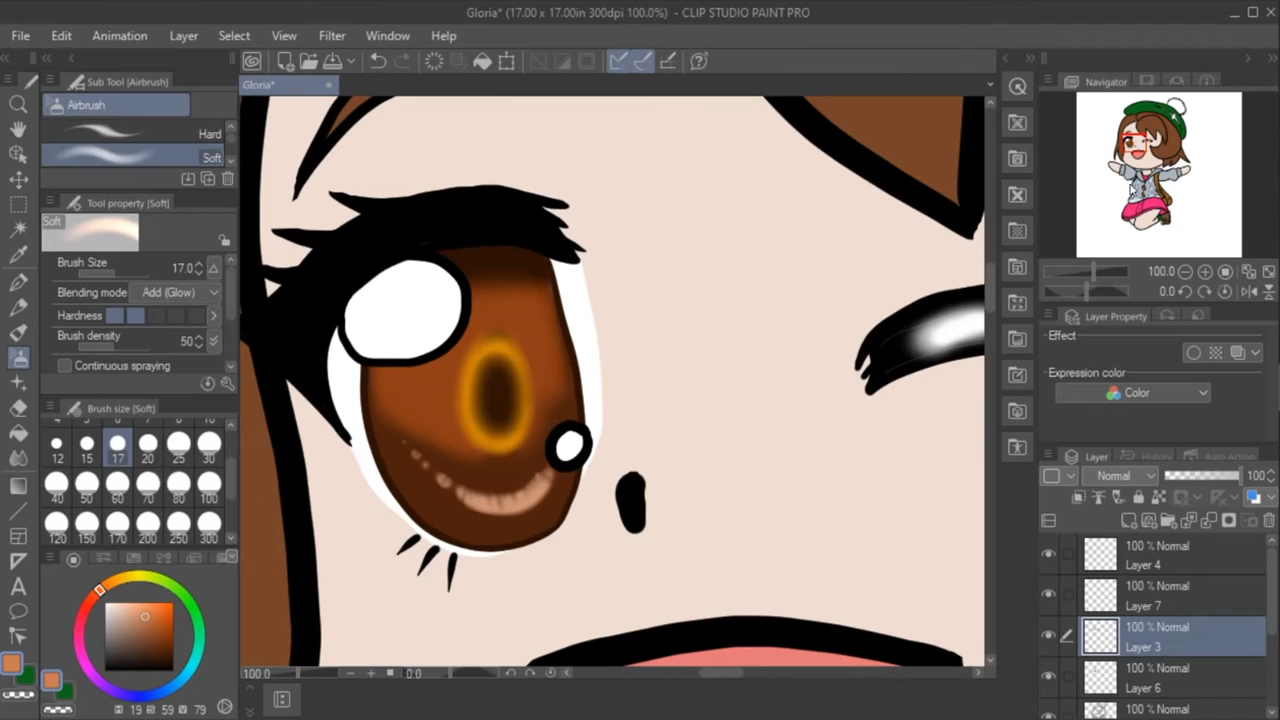 Gloria* (17.00 x 17.00in 300dpi 100.0%) - CLIP STUDIO PAINT PRO
File Edit Animation Layer Select View Filter Window Help
Gloria*
Sub Tool [Airbrush]
Airbrush
Hard
Soft
Tool property [Soft]
Soft
Brush Size 17.0
Blending mode Add (Glow)
Hardness
Brush density 50
Continuous spraying
Brush size [Soft]
12 15 17 20 25 30
40 50 60 70 80 100
120 150 170 200 250 300
H 19 S 59 V 79
100.0 0.0
Navigator
100.0
0.0
Layer Property
Effect
Expression color
Color
Layer History Auto Action
Normal 100
100 % Normal
Layer 4
100 % Normal
Layer 7
100 % Normal
Layer 3
100 % Normal
Layer 6
100 % Normal